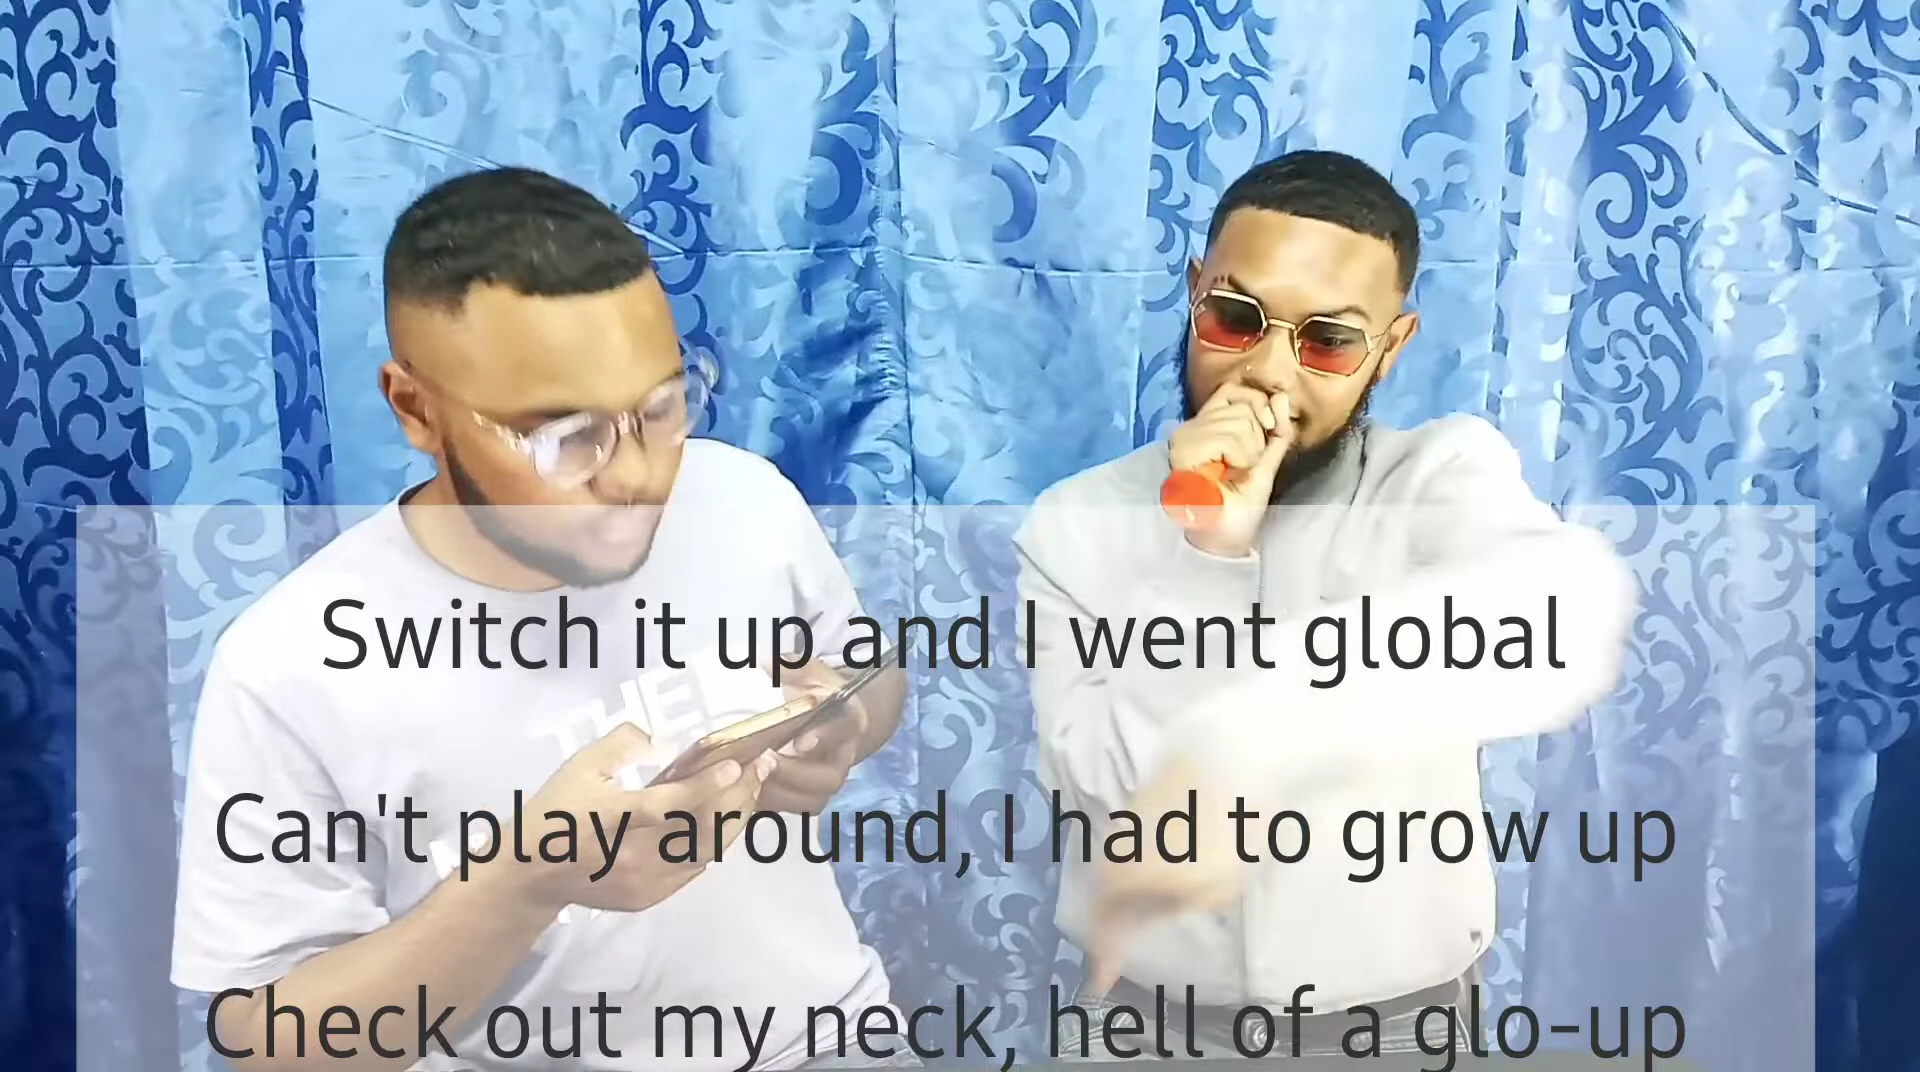 THE
Switch it up and I went global
Can't play around, I had to grow up
Check out my neck, hell of a glo-up